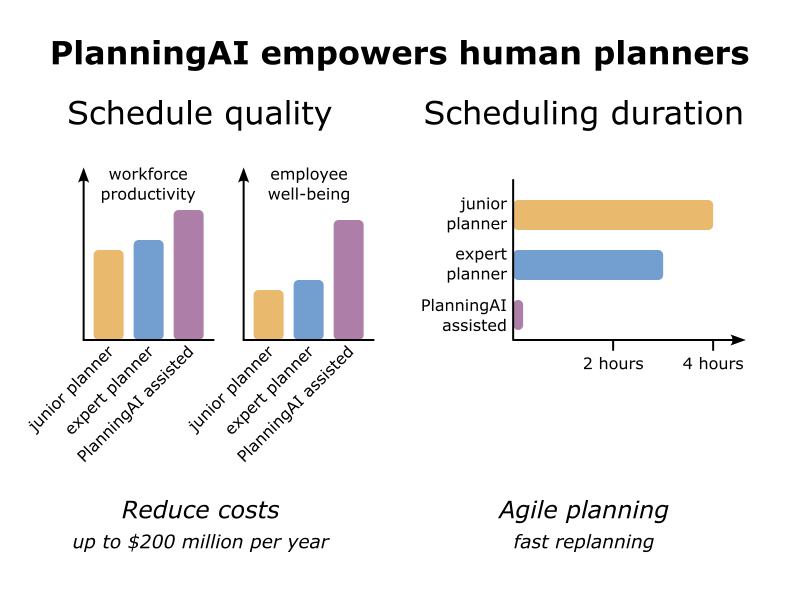 PlanningAI empowers human planners
Schedule quality
workforce
productivity
junior planner
expert planner
PlanningAI assisted
employee
well-being
junior planner
expert planner
PlanningAI assisted
Reduce costs
up to $200 million per year
Scheduling duration
junior
planner
expert
planner
PlanningAI
assisted
2 hours
4 hours
Agile planning
fast replanning